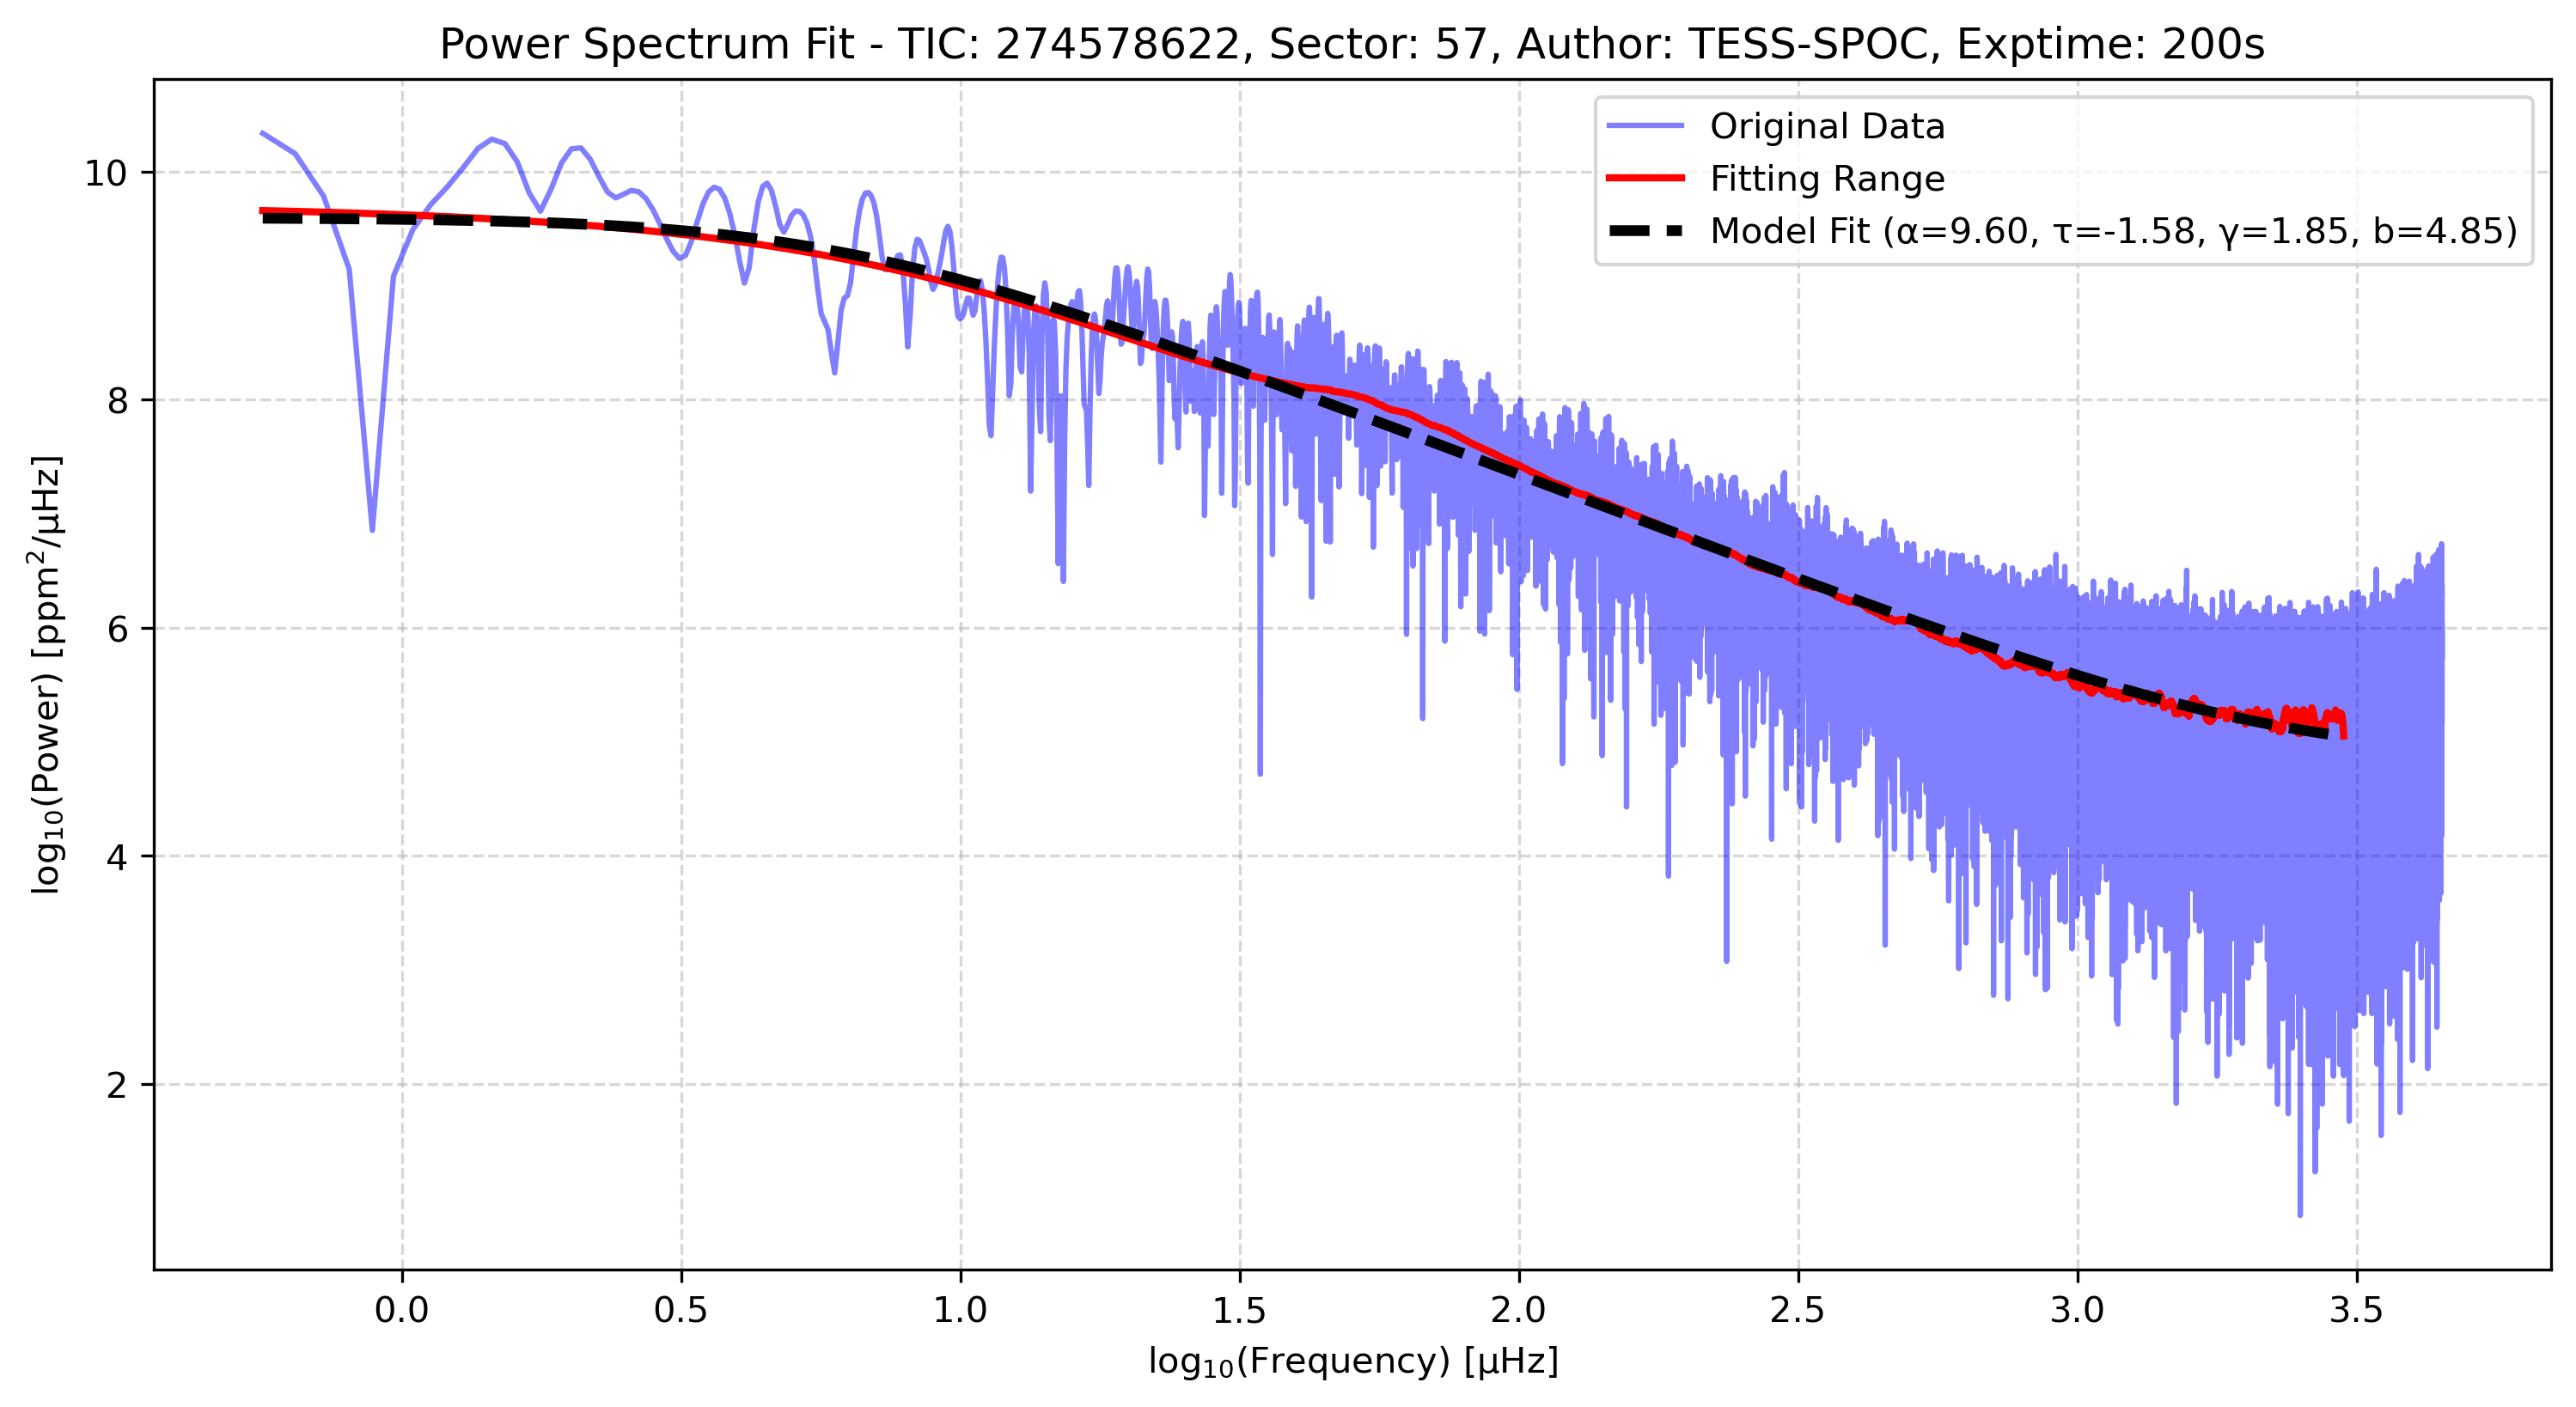 Power Spectrum Fit - TIC: 274578622, Sector: 57, Author: TESS-SPOC, Exptime: 200s
Original Data
Fitting Range
Model Fit (α=9.60, τ=-1.58, γ=1.85, b=4.85)
log₁₀(Power) [ppm²/μHz]
10
8
6
4
2
0.0 0.5 1.0 1.5 2.0 2.5 3.0 3.5
log₁₀(Frequency) [μHz]